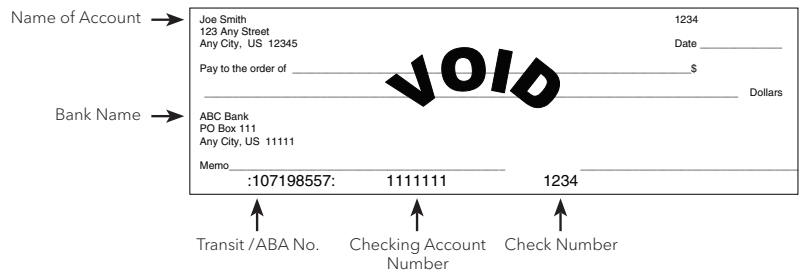 Name of Account
Joe Smith
1234
123 Any Street
Any City, US 12345
Date
Pay to the order of
$
VOID
Dollars
Bank Name
ABC Bank
PO Box 111
Any City, US 11111
Memo
:107198557:
1111111
1234
Transit /ABA No.
Checking Account
Number
Check Number